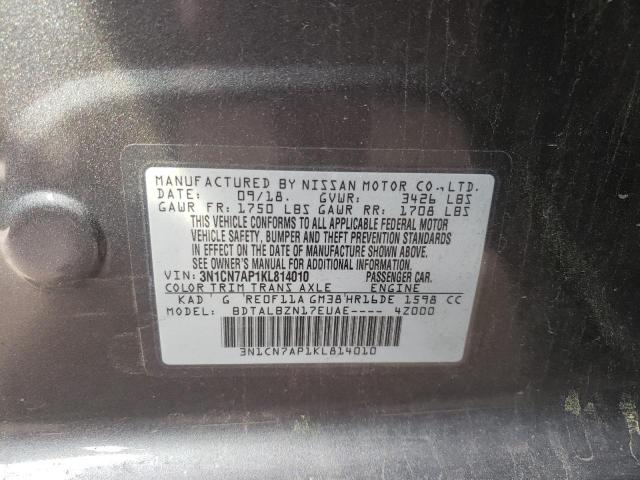 MANUFACTURED BY NISSAN MOTOR CO.,LTD.
DATE: 09/18. GVWR: 3426 LBS
GAWR FR: 1750 LBS GAWR RR: 1708 LBS
THIS VEHICLE CONFORMS TO ALL APPLICABLE FEDERAL MOTOR
VEHICLE SAFETY, BUMPER AND THEFT PREVENTION STANDARDS
IN EFFECT ON THE DATE OF MANUFACTURE SHOWN ABOVE.
SEE OWNER'S MANUAL FOR MORE INFORMATION.
VIN: 3N1CN7AP1KL814010 PASSENGER CAR.
COLOR TRIM TRANS AXLE ENGINE
KAD G RE0F11A GM38 HR16DE 1598 CC
MODEL: BDTALBZN17EUAE---- 4Z000
3N1CN7AP1KL814010